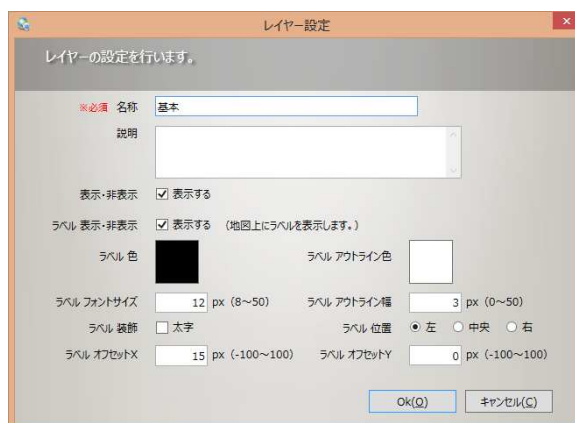 レイヤー設定
レイヤーの設定を行います。
※必須 名称 基本
説明
表示・非表示 表示する
ラベル 表示・非表示 表示する (地図上にラベルを表示します。)
ラベル 色 ラベル アウトライン色
ラベル フォントサイズ 12 px (8～50) ラベル アウトライン幅 3 px (0～50)
ラベル 装飾 太字 ラベル 位置 左 中央 右
ラベル オフセットX 15 px (-100～100) ラベル オフセットY 0 px (-100～100)
Ok(O) キャンセル(C)